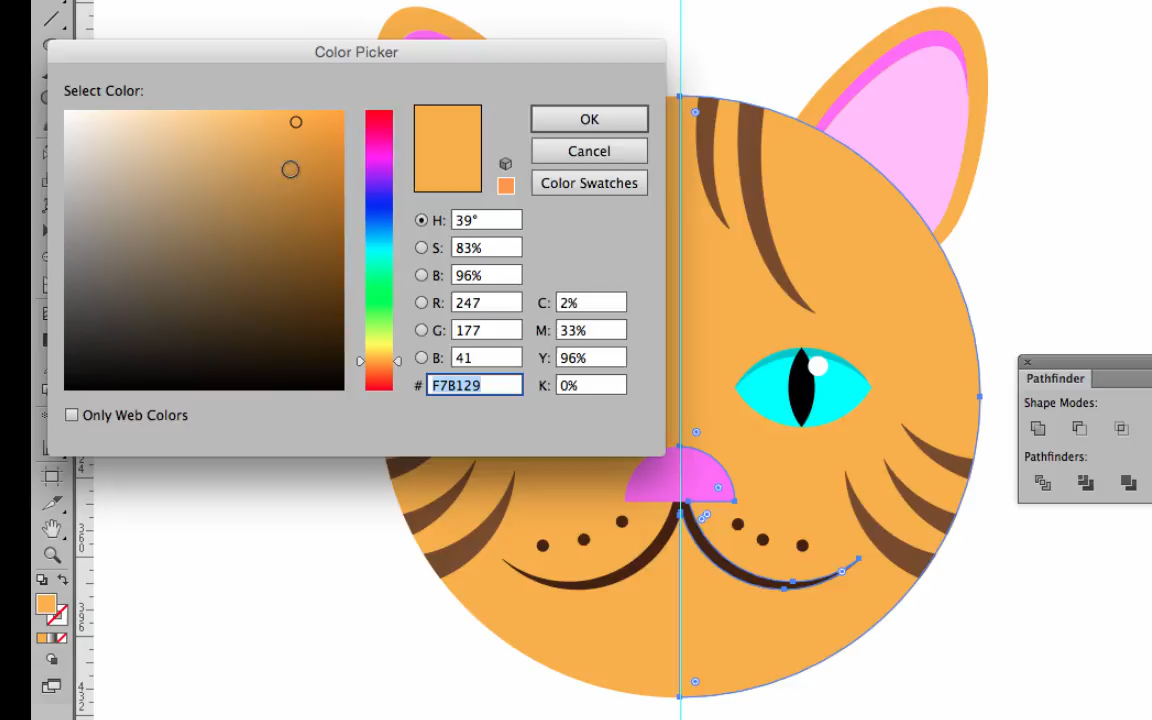 Color Picker
Select Color:
OK
Cancel
Color Swatches
H: 39°
S: 83%
B: 96%
R: 247
C: 2%
G: 177
M: 33%
B: 41
Y: 96%
# F7B129
K: 0%
Only Web Colors
Pathfinder
Shape Modes:
Pathfinders: